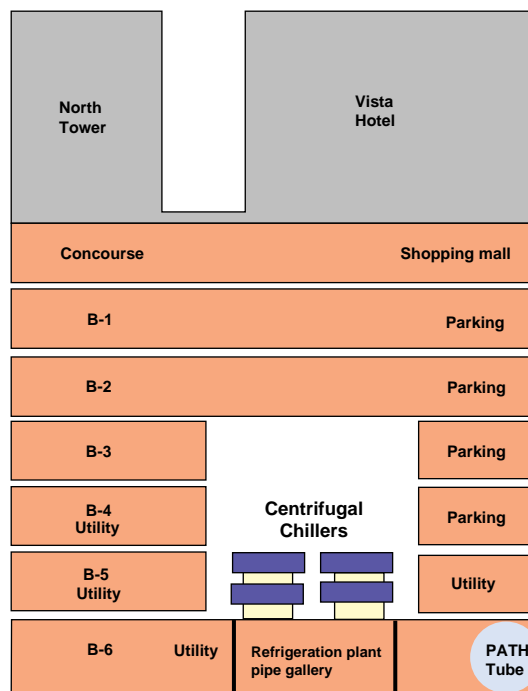 North
Tower
Vista
Hotel
Concourse
Shopping mall
B-1
Parking
B-2
Parking
B-3
Parking
B-4
Utility
Parking
Centrifugal
Chillers
B-5
Utility
Utility
B-6
Utility
Refrigeration plant
pipe gallery
PATH
Tube